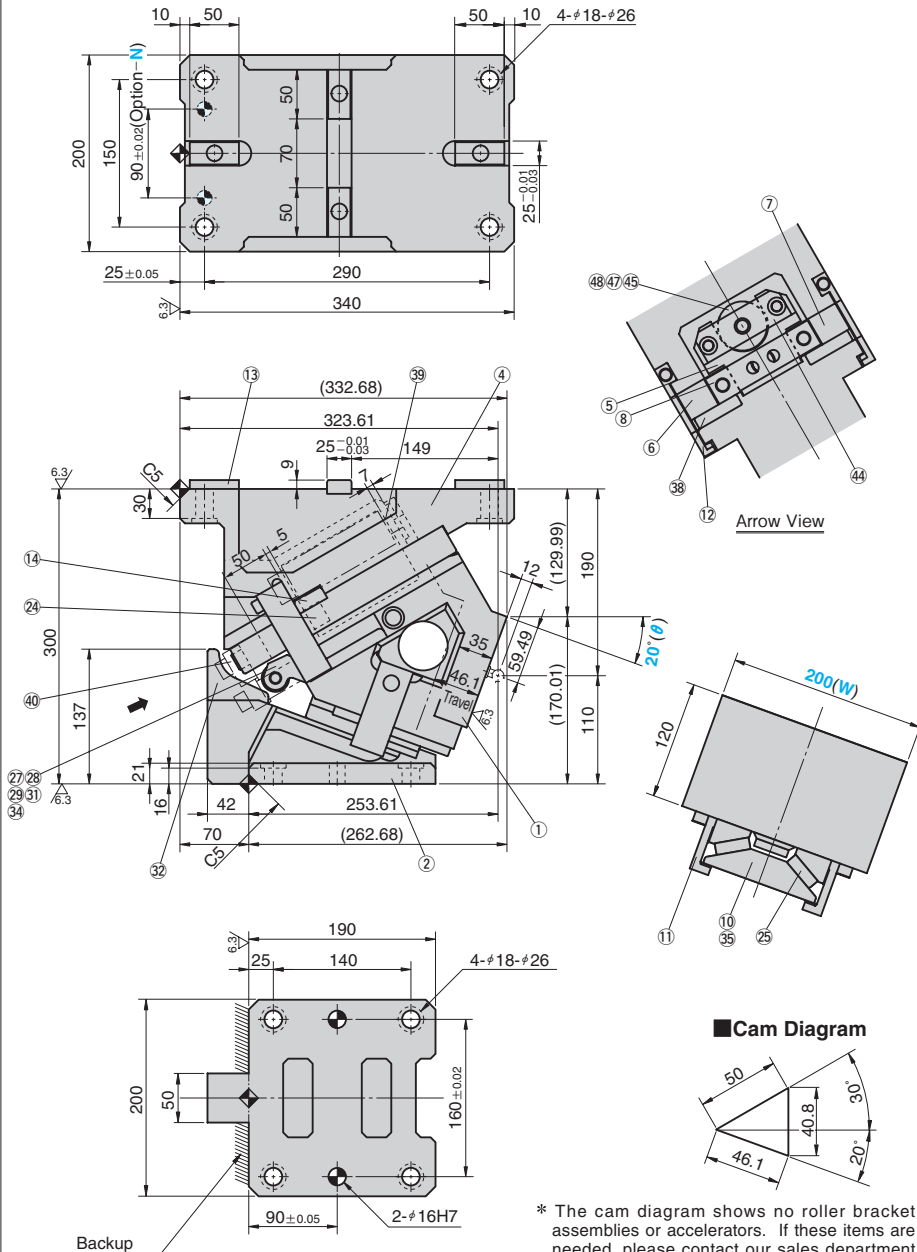 10 50 50 10 4-φ18-φ26
200 150 90±0.02(Option-N) 50 70 50 25 -0.01 -0.03
25±0.05 290
6.3 340
⑦
㊽㊼㊺
⑤
⑧
⑥
㊳
⑫
㊹
Arrow View
⑬ (332.68) ㊴ ④
323.61
25 -0.01 -0.03 149
6.3 C5 30 9 7
50 5
⑭
㉔
300
137
㊵
(129.99) 190
12
20°(θ)
35 59.49
46.1
Travel
6.3
(170.01) 110
㉗㉘
㉙㉛
㉞
6.3
21
16
42 253.61
70 C5 (262.68)
㉜ ② ①
200(W)
120
⑪ ⑩ ㉟ ㉕
190
6.3
25 140 4-φ18-φ26
200 50 160±0.02
90±0.05 2-φ16H7
Backup
■Cam Diagram
50 30°
40.8
46.1 20°
* The cam diagram shows no roller bracket
assemblies or accelerators. If these items are
needed, please contact our sales department